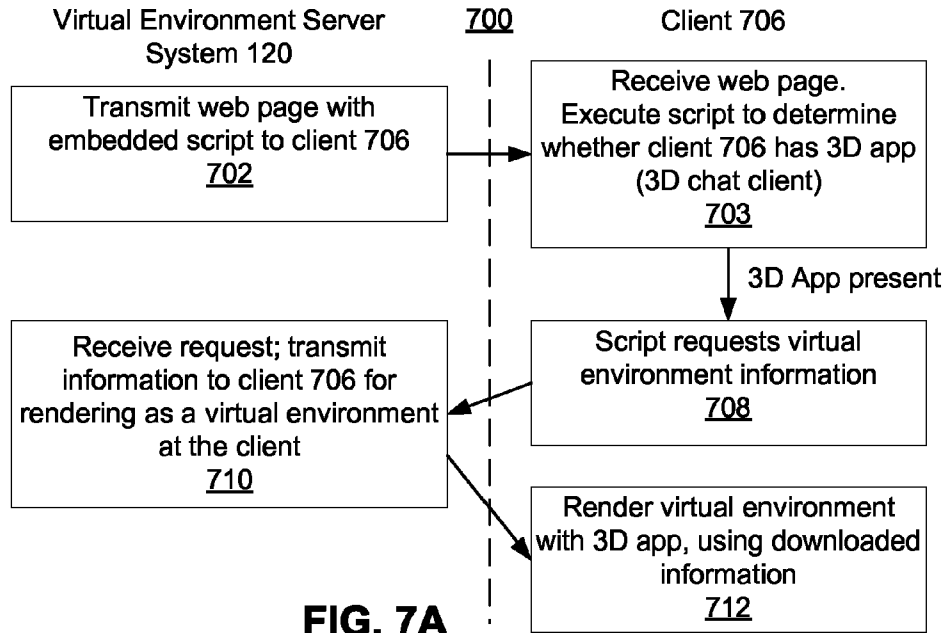 Virtual Environment Server
System 120
700
Client 706
Transmit web page with
embedded script to client 706
702
Receive web page.
Execute script to determine
whether client 706 has 3D app
(3D chat client)
703
3D App present
Script requests virtual
environment information
708
Receive request; transmit
information to client 706 for
rendering as a virtual environment
at the client
710
Render virtual environment
with 3D app, using downloaded
information
712
FIG. 7A